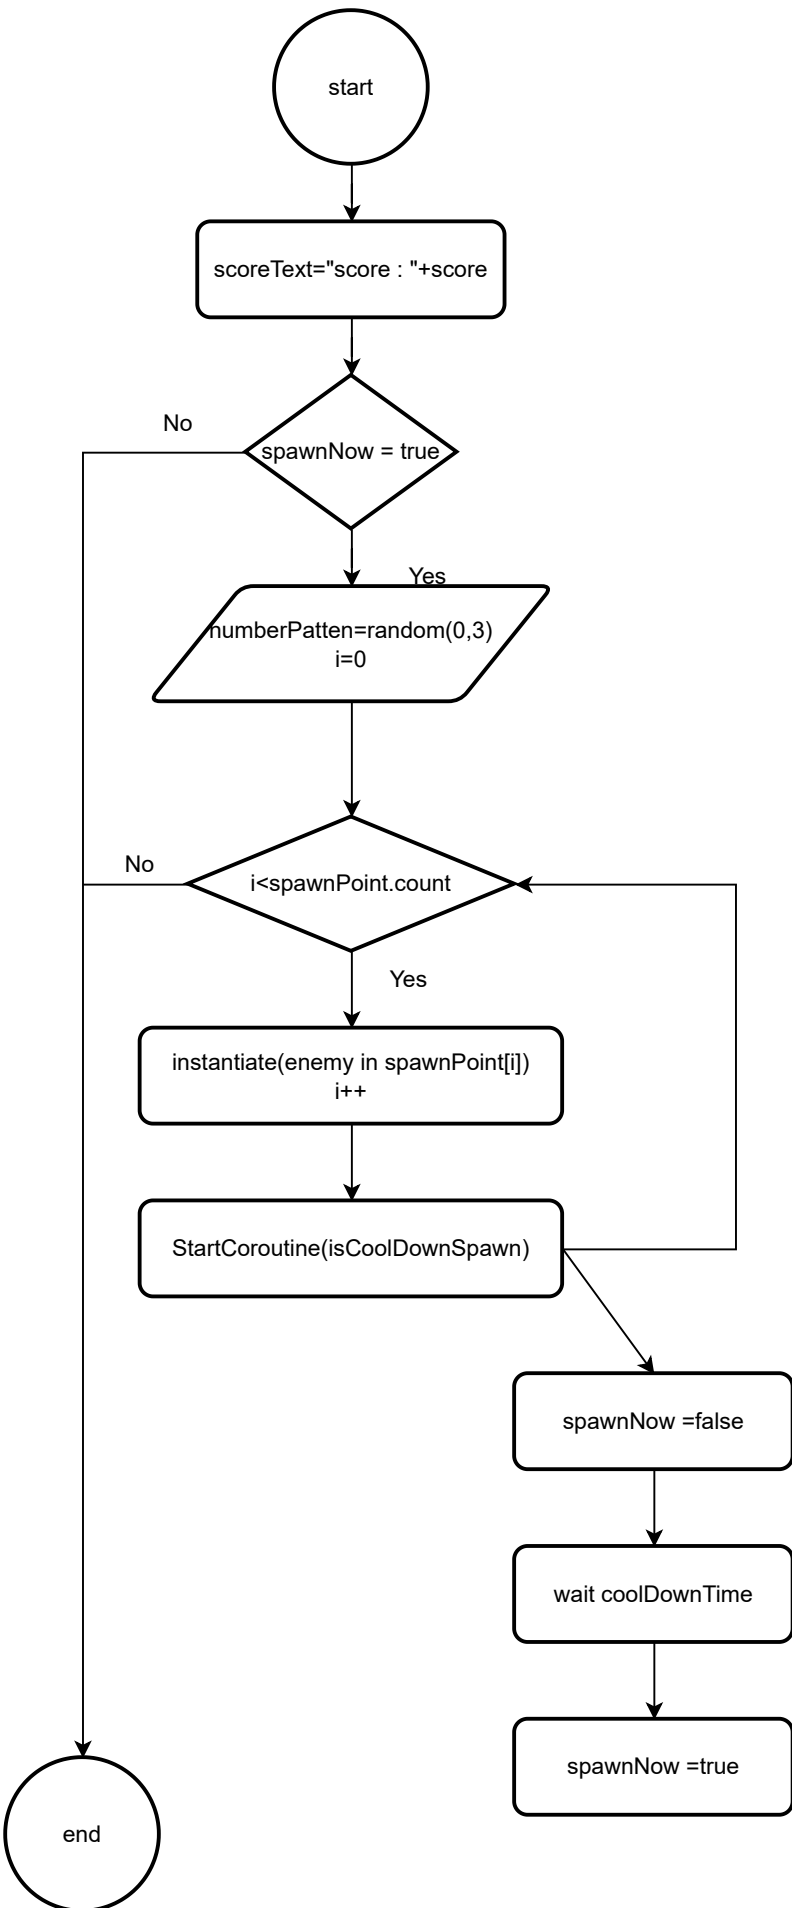 start
scoreText="score : "+score
No
spawnNow = true
Yes
numberPatten=random(0,3)
i=0
No
i<spawnPoint.count
Yes
instantiate(enemy in spawnPoint[i])
i++
StartCoroutine(isCoolDownSpawn)
spawnNow =false
wait coolDownTime
spawnNow =true
end